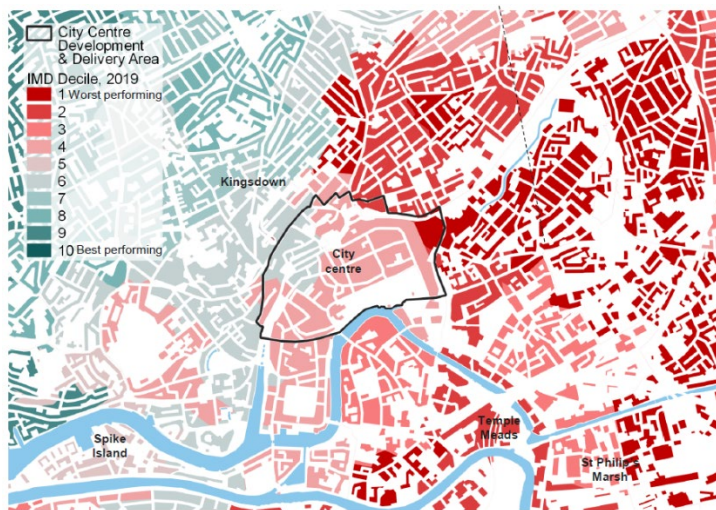 City Centre
Development
& Delivery Area
IMD Decile, 2019
1 Worst performing
2
3
4
5
6
7
8
9
10 Best performing
Kingsdown
City
centre
Spike
Island
Temple
Meads
St Philip's
Marsh